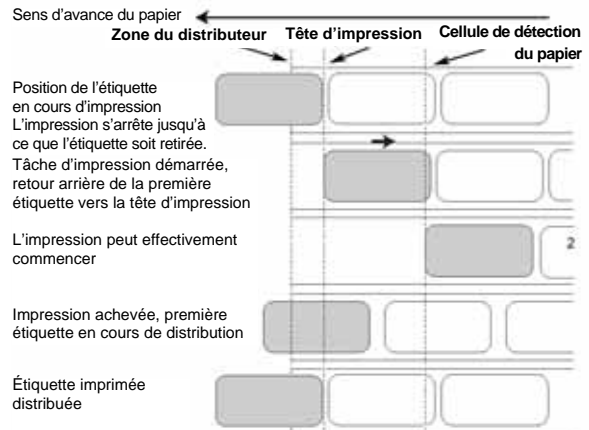 Sens d'avance du papier
Zone du distributeur Tête d'impression Cellule de détection
du papier
Position de l'étiquette
en cours d'impression
L'impression s'arrête jusqu'à
ce que l'étiquette soit retirée.
Tâche d'impression démarrée,
retour arrière de la première
étiquette vers la tête d'impression
L'impression peut effectivement
commencer
2
Impression achevée, première
étiquette en cours de distribution
Étiquette imprimée
distribuée